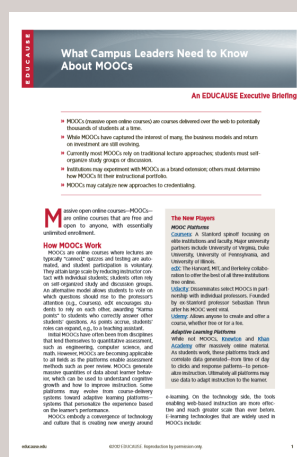 EDUCAUSE
What Campus Leaders Need to Know
About MOOCs
An EDUCAUSE Executive Briefing
» MOOCs (massive open online courses) are courses delivered over the web to potentially
thousands of students at a time.
» While MOOCs have captured the interest of many, the business models and return
on investment are still evolving.
» Currently most MOOCs rely on traditional lecture approaches; students must self-
organize study groups or discussion.
» Institutions may experiment with MOOCs as a brand extension; others must determine
how MOOCs fit their instructional portfolio.
» MOOCs may catalyze new approaches to credentialing.
Massive open online courses—MOOCs—
are online courses that are free and
open to anyone, with essentially
unlimited enrollment.
How MOOCs Work
MOOCs are online courses where lectures are
typically “canned,” quizzes and testing are auto-
mated, and student participation is voluntary.
They attain large scale by reducing instructor con-
tact with individual students; students often rely
on self-organized study and discussion groups.
An alternative model allows students to vote on
which questions should rise to the professor’s
attention (e.g., Coursera); edX encourages stu-
dents to rely on each other, awarding “Karma
points” to students who correctly answer other
students’ questions. As points accrue, students’
roles can expand, e.g., to a teaching assistant.
Initial MOOCs have often been from disciplines
that lend themselves to quantitative assessment,
such as engineering, computer science, and
math. However, MOOCs are becoming applicable
to all fields as the platforms enable assessment
methods such as peer review. MOOCs generate
massive quantities of data about learner behav-
ior, which can be used to understand cognitive
growth and how to improve instruction. Some
platforms may evolve from course-delivery
systems toward adaptive learning platforms—
systems that personalize the experience based
on the learner’s performance.
MOOCs embody a convergence of technology
and culture that is creating new energy around
The New Players
MOOC Platforms
Coursera: A Stanford spinoff focusing on
elite institutions and faculty. Major university
partners include University of Virginia, Duke
University, University of Pennsylvania, and
University of Illinois.
edX: The Harvard, MIT, and Berkeley collabo-
ration to offer the best of all three institutions
free online.
Udacity: Disseminates select MOOCs in part-
nership with individual professors. Founded
by ex-Stanford professor Sebastian Thrun
after his MOOC went viral.
Udemy: Allows anyone to create and offer a
course, whether free or for a fee.
Adaptive Learning Platforms
While not MOOCs, Knewton and Khan
Academy offer massively online material.
As students work, these platforms track and
correlate data generated—from time of day
to clicks and response patterns—to person-
alize instruction. Ultimately all platforms may
use data to adapt instruction to the learner.
e-learning. On the technology side, the tools
enabling web-based instruction are more effec-
tive and reach greater scale than ever before.
E-learning technologies that are widely used in
MOOCs include:
educause.edu
©2012 EDUCAUSE. Reproduction by permission only.
1